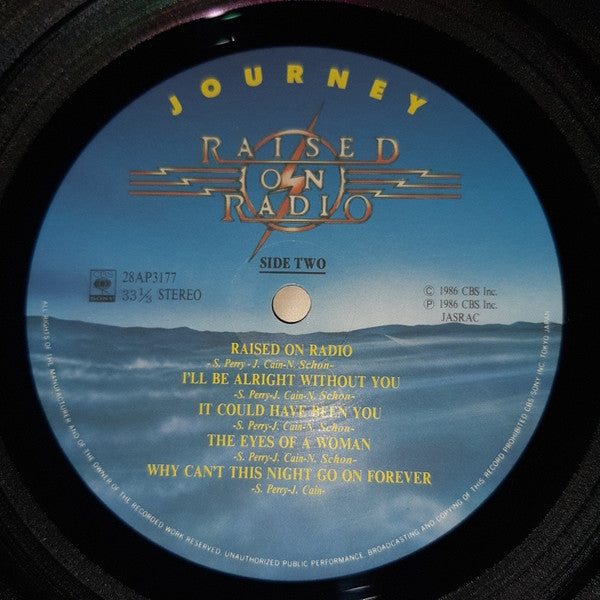 JOURNEY
RAISED
ON
RADIO
SIDE TWO
CBS
SONY
28AP3177
33 1/3 STEREO
© 1986 CBS Inc.
℗ 1986 CBS Inc.
JASRAC
RAISED ON RADIO
-S. Perry-J. Cain-N. Schon-
I'LL BE ALRIGHT WITHOUT YOU
-S. Perry-J. Cain-N. Schon-
IT COULD HAVE BEEN YOU
-S. Perry-J. Cain-N. Schon-
THE EYES OF A WOMAN
-S. Perry-J. Cain-N. Schon-
WHY CAN'T THIS NIGHT GO ON FOREVER
-S. Perry-J. Cain-
ALL RIGHTS OF THE MANUFACTURER AND OF THE OWNER OF THE RECORDED WORK RESERVED. UNAUTHORIZED PUBLIC PERFORMANCE, BROADCASTING AND COPYING OF THIS RECORD PROHIBITED CBS SONY INC. TOKYO JAPAN